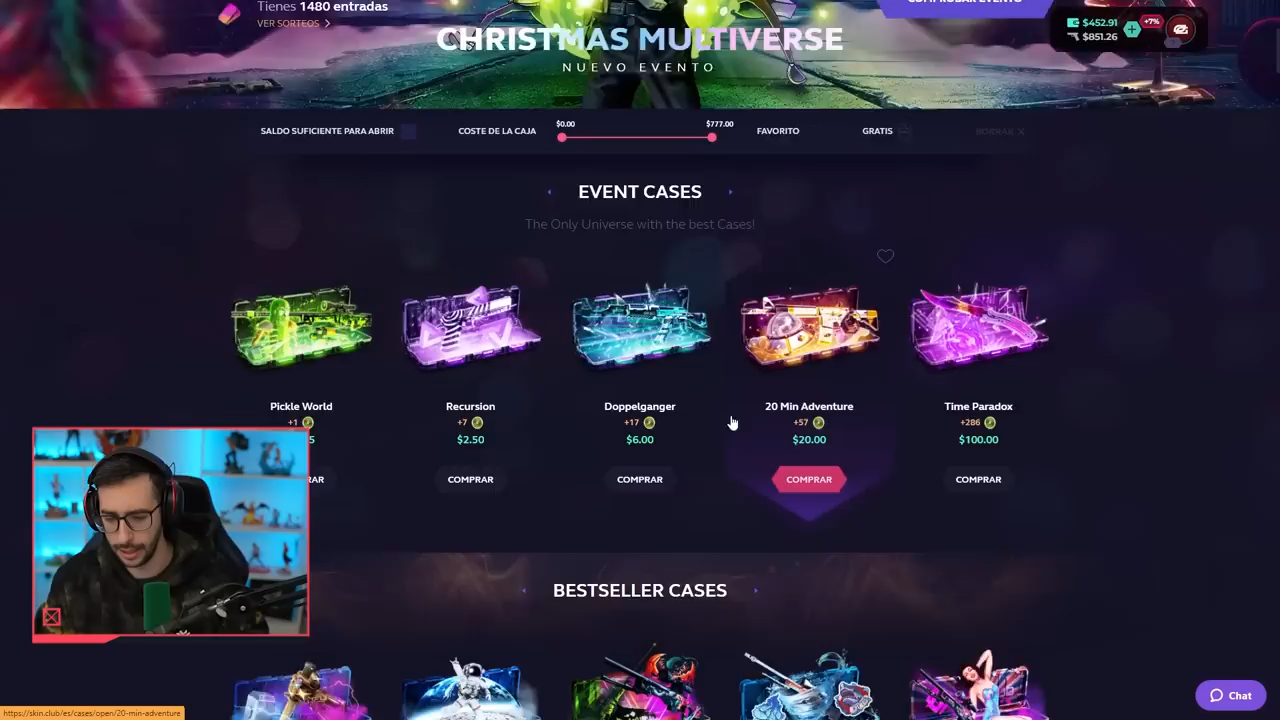 Tienes 1480 entradas
VER SORTEOS
CHRISTMAS MULTIVERSE
NUEVO EVENTO
$452.91
$851.26
+7%
SALDO SUFICIENTE PARA ABRIR
COSTE DE LA CAJA
$0.00
$777.00
FAVORITO
GRATIS
BORRAR
EVENT CASES
The Only Universe with the best Cases!
Pickle World
+1
5
RAR
Recursion
+7
$2.50
COMPRAR
Doppelganger
+17
$6.00
COMPRAR
20 Min Adventure
+57
$20.00
COMPRAR
Time Paradox
+286
$100.00
COMPRAR
BESTSELLER CASES
Chat
https://skin.club/es/cases/open/20-min-adventure